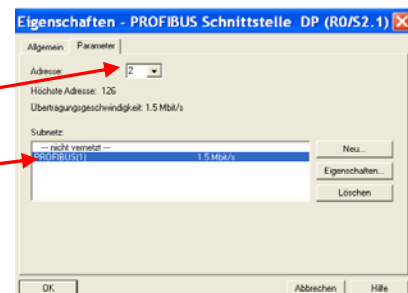 Eigenschaften - PROFIBUS Schnittstelle DP (R0/S2.1)
Allgemein Parameter
Adresse: 2
Höchste Adresse: 126
Übertragungsgeschwindigkeit: 1.5 Mbit/s
Subnetz:
--- nicht vernetzt ---
PROFIBUS(1) 1.5 Mbit/s
Neu...
Eigenschaften...
Löschen
OK Abbrechen Hilfe